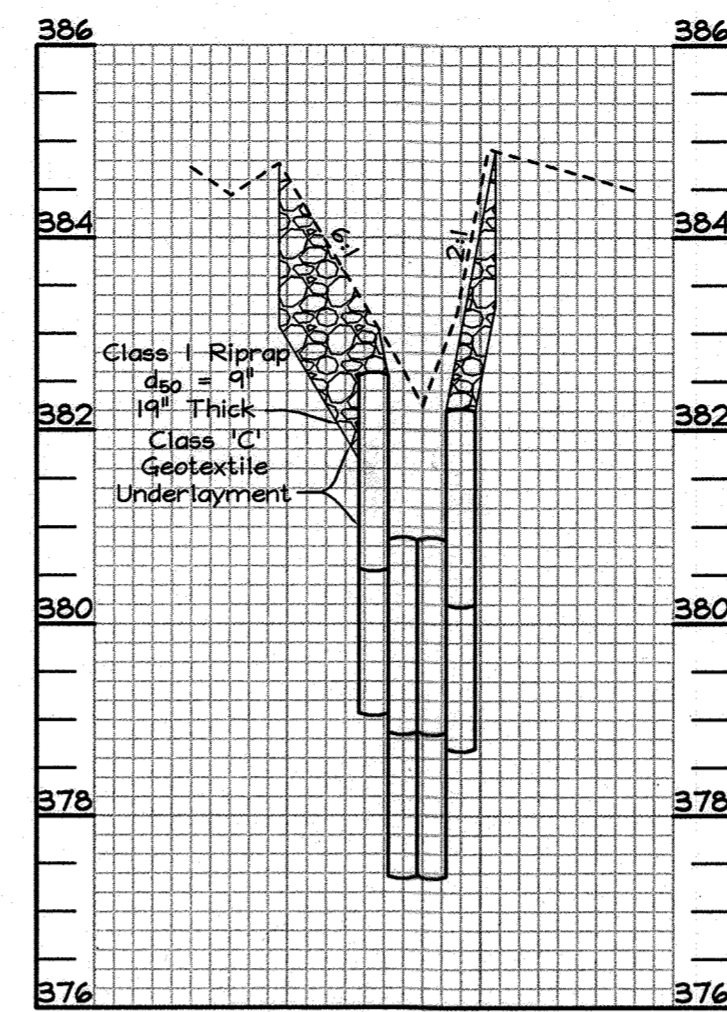 386 386
384 384
6:1
2:1
Class I Riprap
d50 = 9"
19" Thick
382 382
Class 'C'
Geotextile
Underlayment
380 380
378 378
376 376